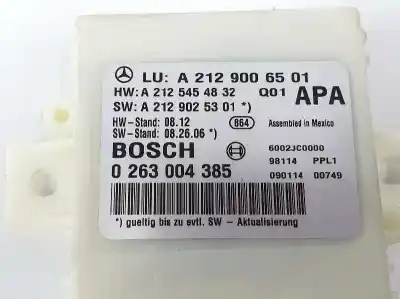 LU: A 212 900 65 01
HW: A 212 545 48 32 Q01 APA
SW: A 212 902 53 01 *)
HW-Stand: 08.12 864 Assembled in Mexico
SW-Stand: 08.26.06 *)
BOSCH 6002JC0000
0 263 004 385 98114 PPL1
090114 00749
*) gueltig bis zu evtl. SW - Aktualisierung